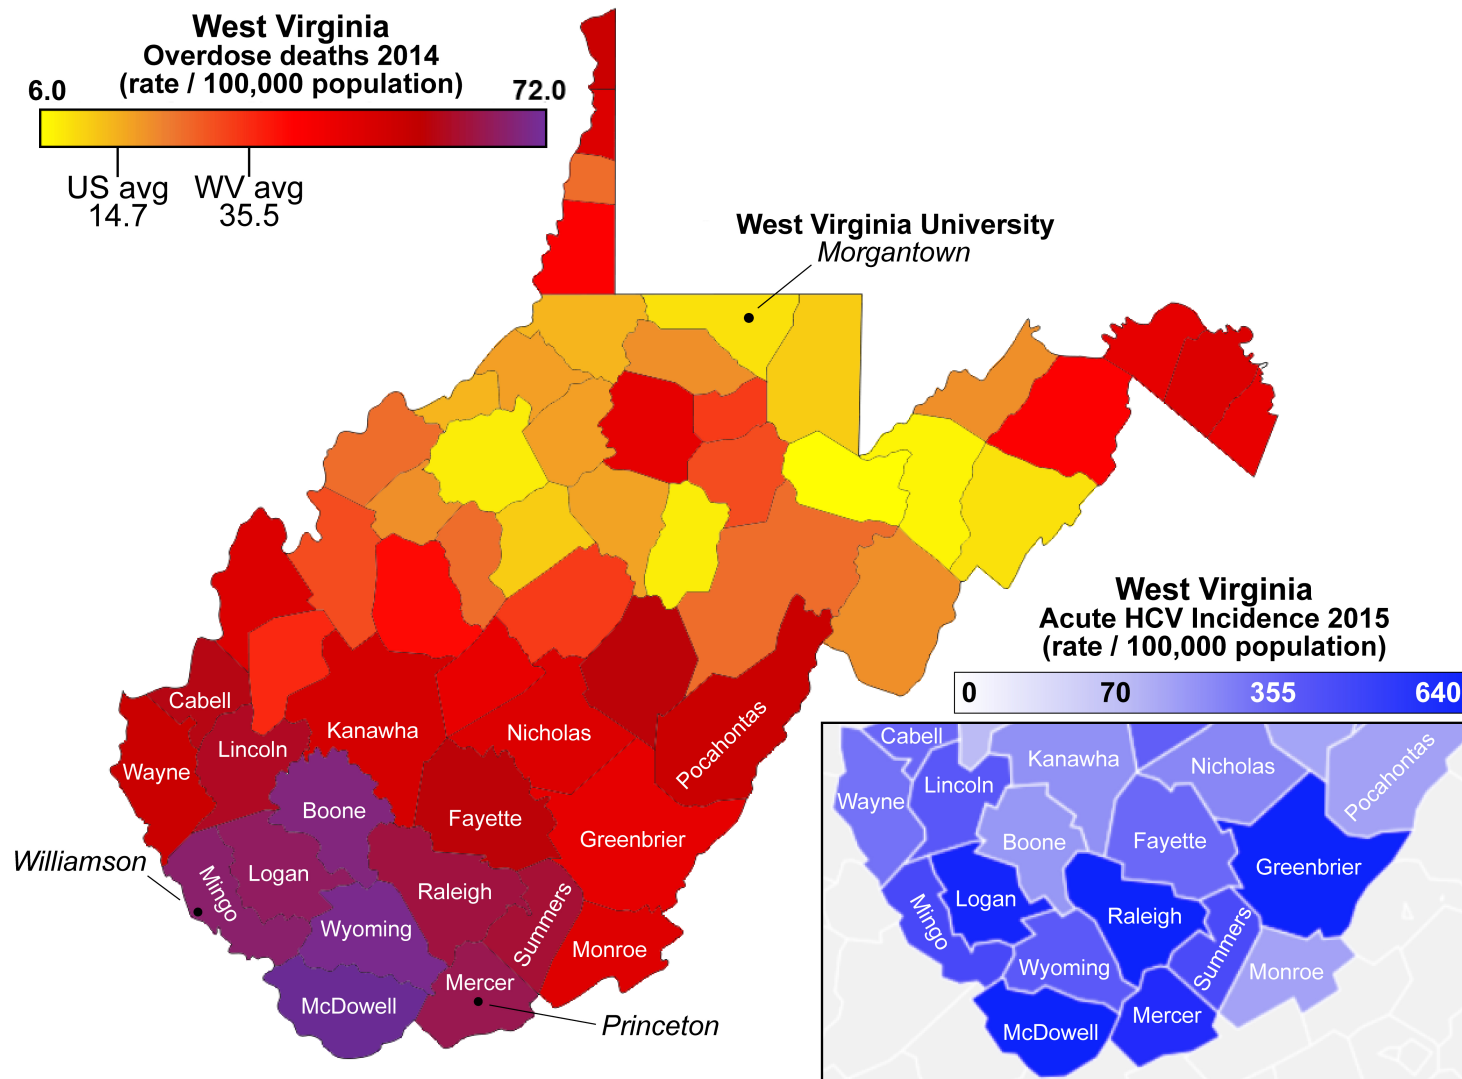 West Virginia
Overdose deaths 2014
(rate / 100,000 population)
6.0
72.0
US avg
14.7
WV avg
35.5
West Virginia University
Morgantown
Cabell
Wayne
Lincoln
Kanawha
Nicholas
Pocahontas
Boone
Fayette
Greenbrier
Williamson
Mingo
Logan
Raleigh
Summers
Wyoming
Monroe
Mercer
McDowell
Princeton
West Virginia
Acute HCV Incidence 2015
(rate / 100,000 population)
0 70 355 640
Cabell
Kanawha
Nicholas
Pocahontas
Wayne
Lincoln
Boone
Fayette
Greenbrier
Mingo
Logan
Raleigh
Summers
Wyoming
Monroe
Mercer
McDowell